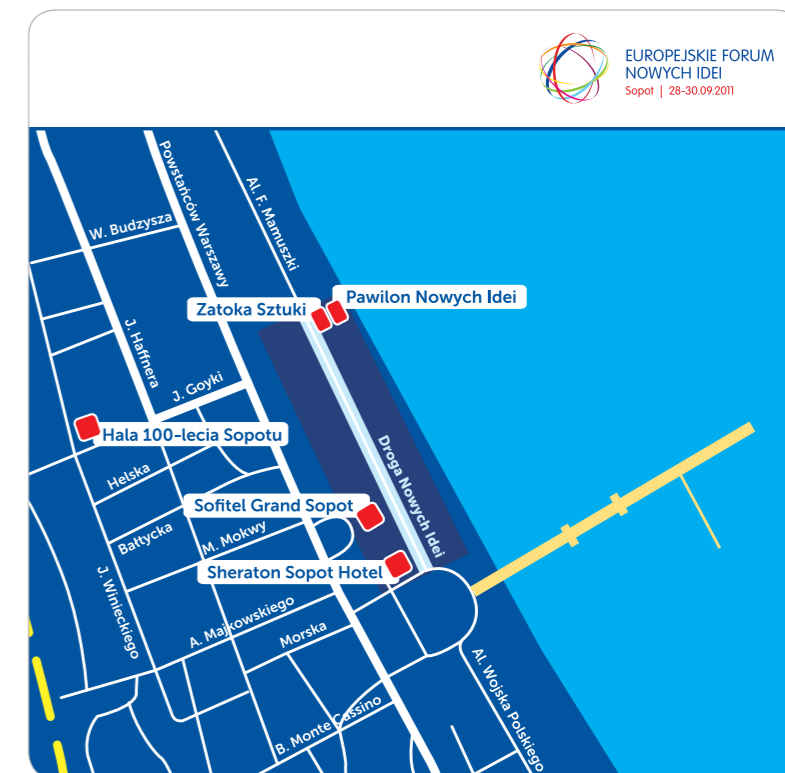 EUROPEJSKIE FORUM
NOWYCH IDEI
Sopot | 28-30.09.2011
W. Budzysza
Powstańców Warszawy
Al. F. Mamuszki
Zatoka Sztuki
Pawilon Nowych Idei
J. Haffnera
J. Goyki
Hala 100-lecia Sopotu
Helska
Droga Nowych Idei
Sofitel Grand Sopot
Bałtycka
M. Mokwy
Sheraton Sopot Hotel
J. Winieckiego
A. Majkowskiego
Morska
Al. Wojska Polskiego
B. Monte Cassino